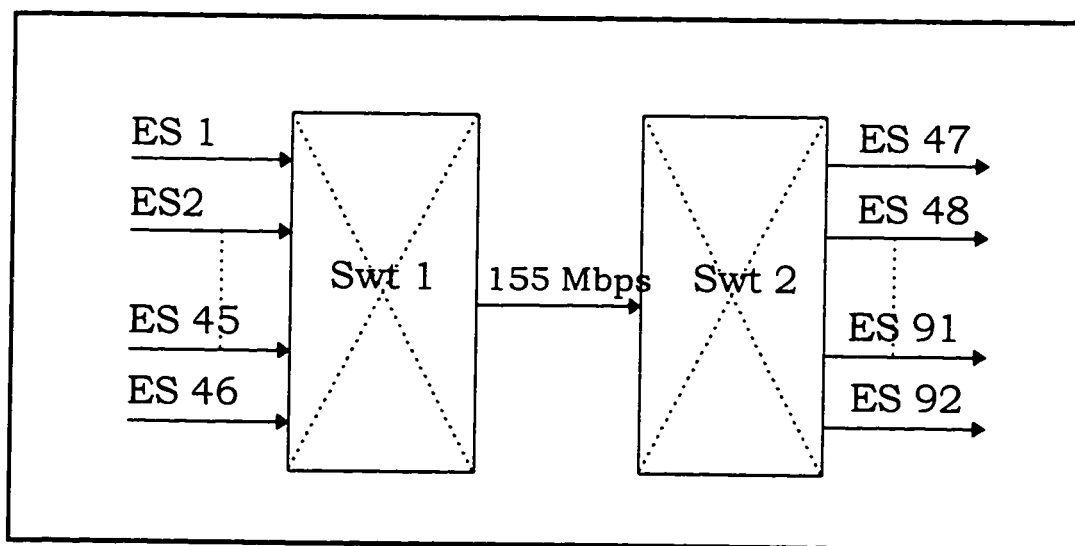 ES 1
ES2
ES 45
ES 46
Swt 1
155 Mbps
Swt 2
ES 47
ES 48
ES 91
ES 92